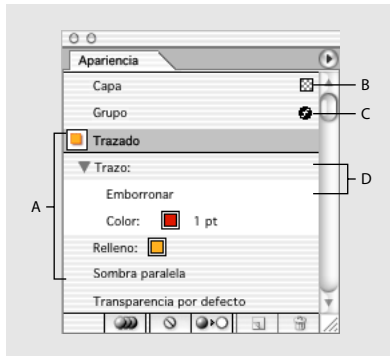 Apariencia
Capa
B
Grupo
C
Trazado
Trazo:
D
Emborronar
A
Color: 1 pt
Relleno:
Sombra paralela
Transparencia por defecto